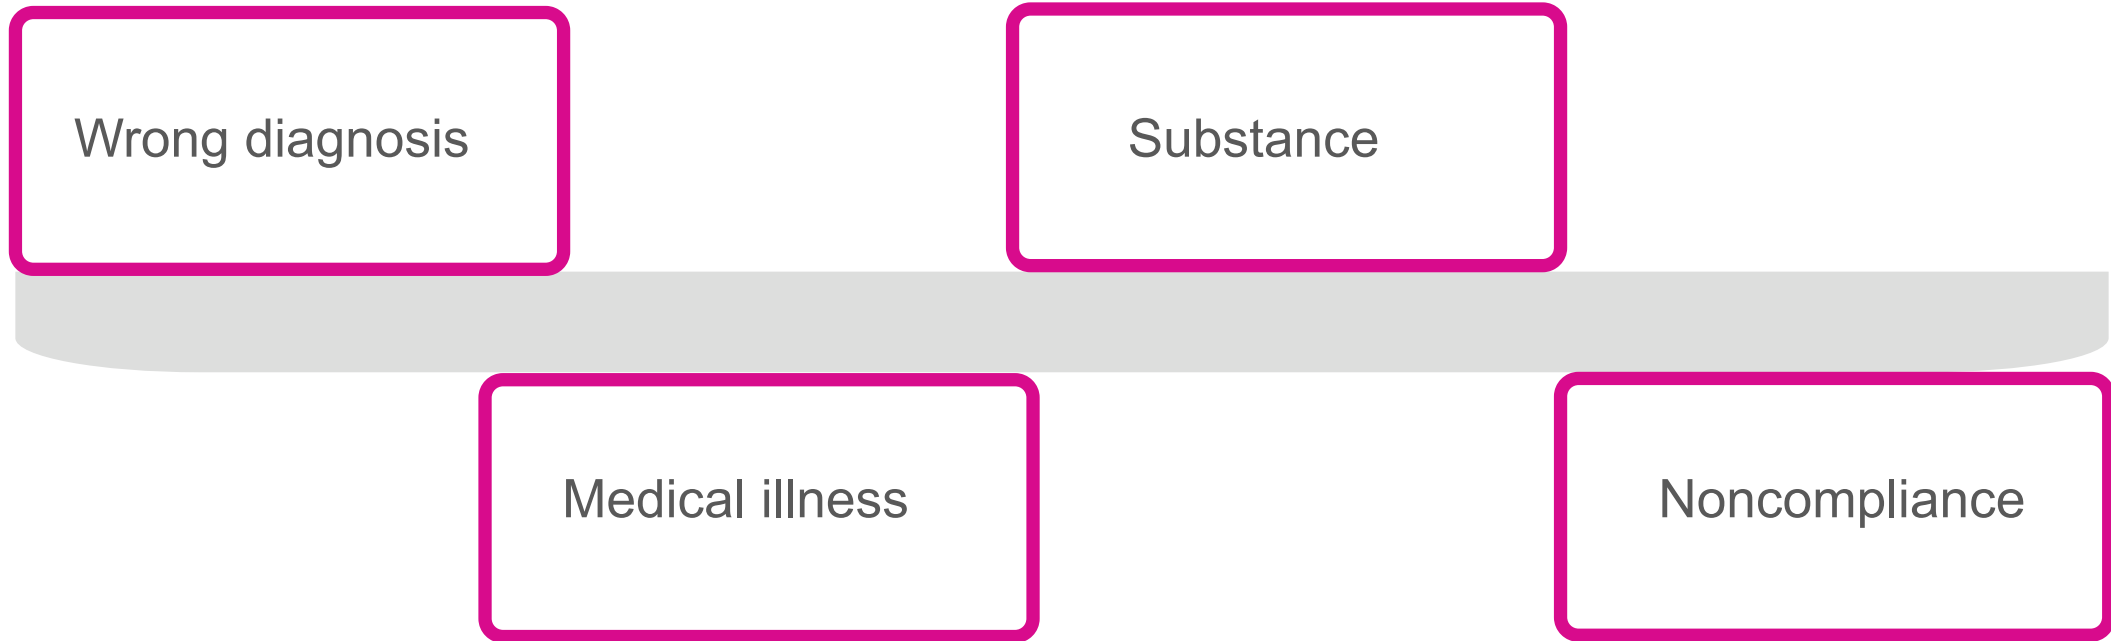 Wrong diagnosis
Substance
Medical illness
Noncompliance